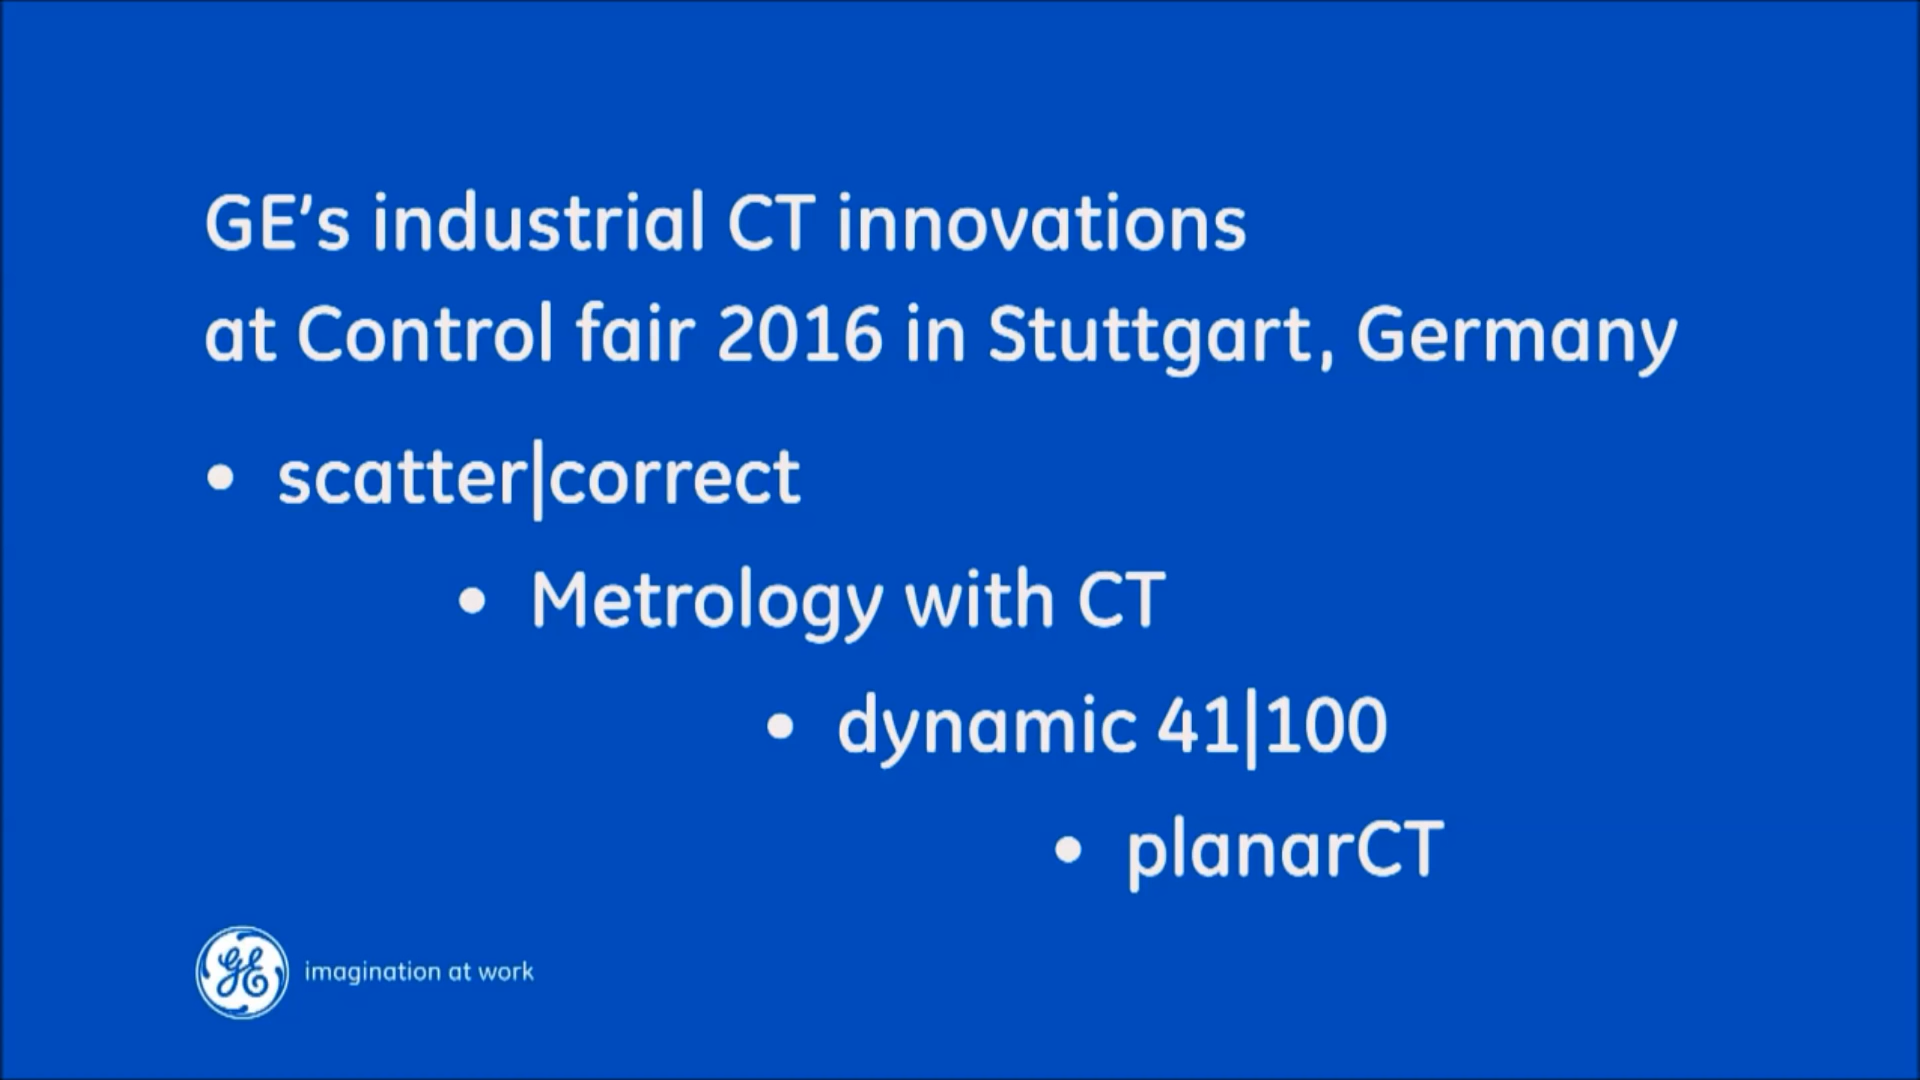 GE’s industrial CT innovations
at Control fair 2016 in Stuttgart, Germany
• scatter|correct
• Metrology with CT
• dynamic 41|100
• planarCT
GE imagination at work